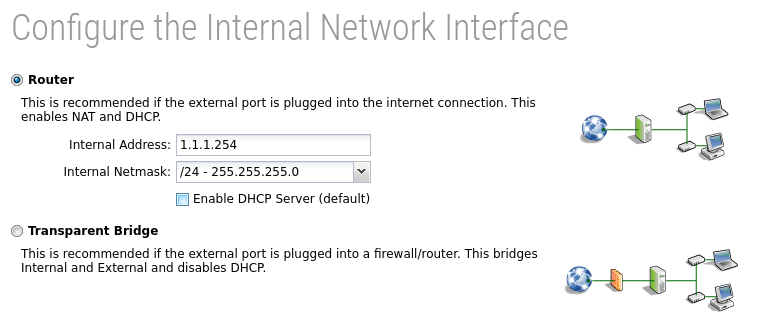 Configure the Internal Network Interface
Router
This is recommended if the external port is plugged into the internet connection. This
enables NAT and DHCP.
Internal Address: 1.1.1.254
Internal Netmask: /24 - 255.255.255.0
Enable DHCP Server (default)
Transparent Bridge
This is recommended if the external port is plugged into a firewall/router. This bridges
Internal and External and disables DHCP.